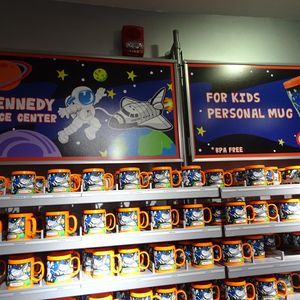 ENNEDY
CE CENTER
FOR KIDS
PERSONAL MUG
*BPA FREE